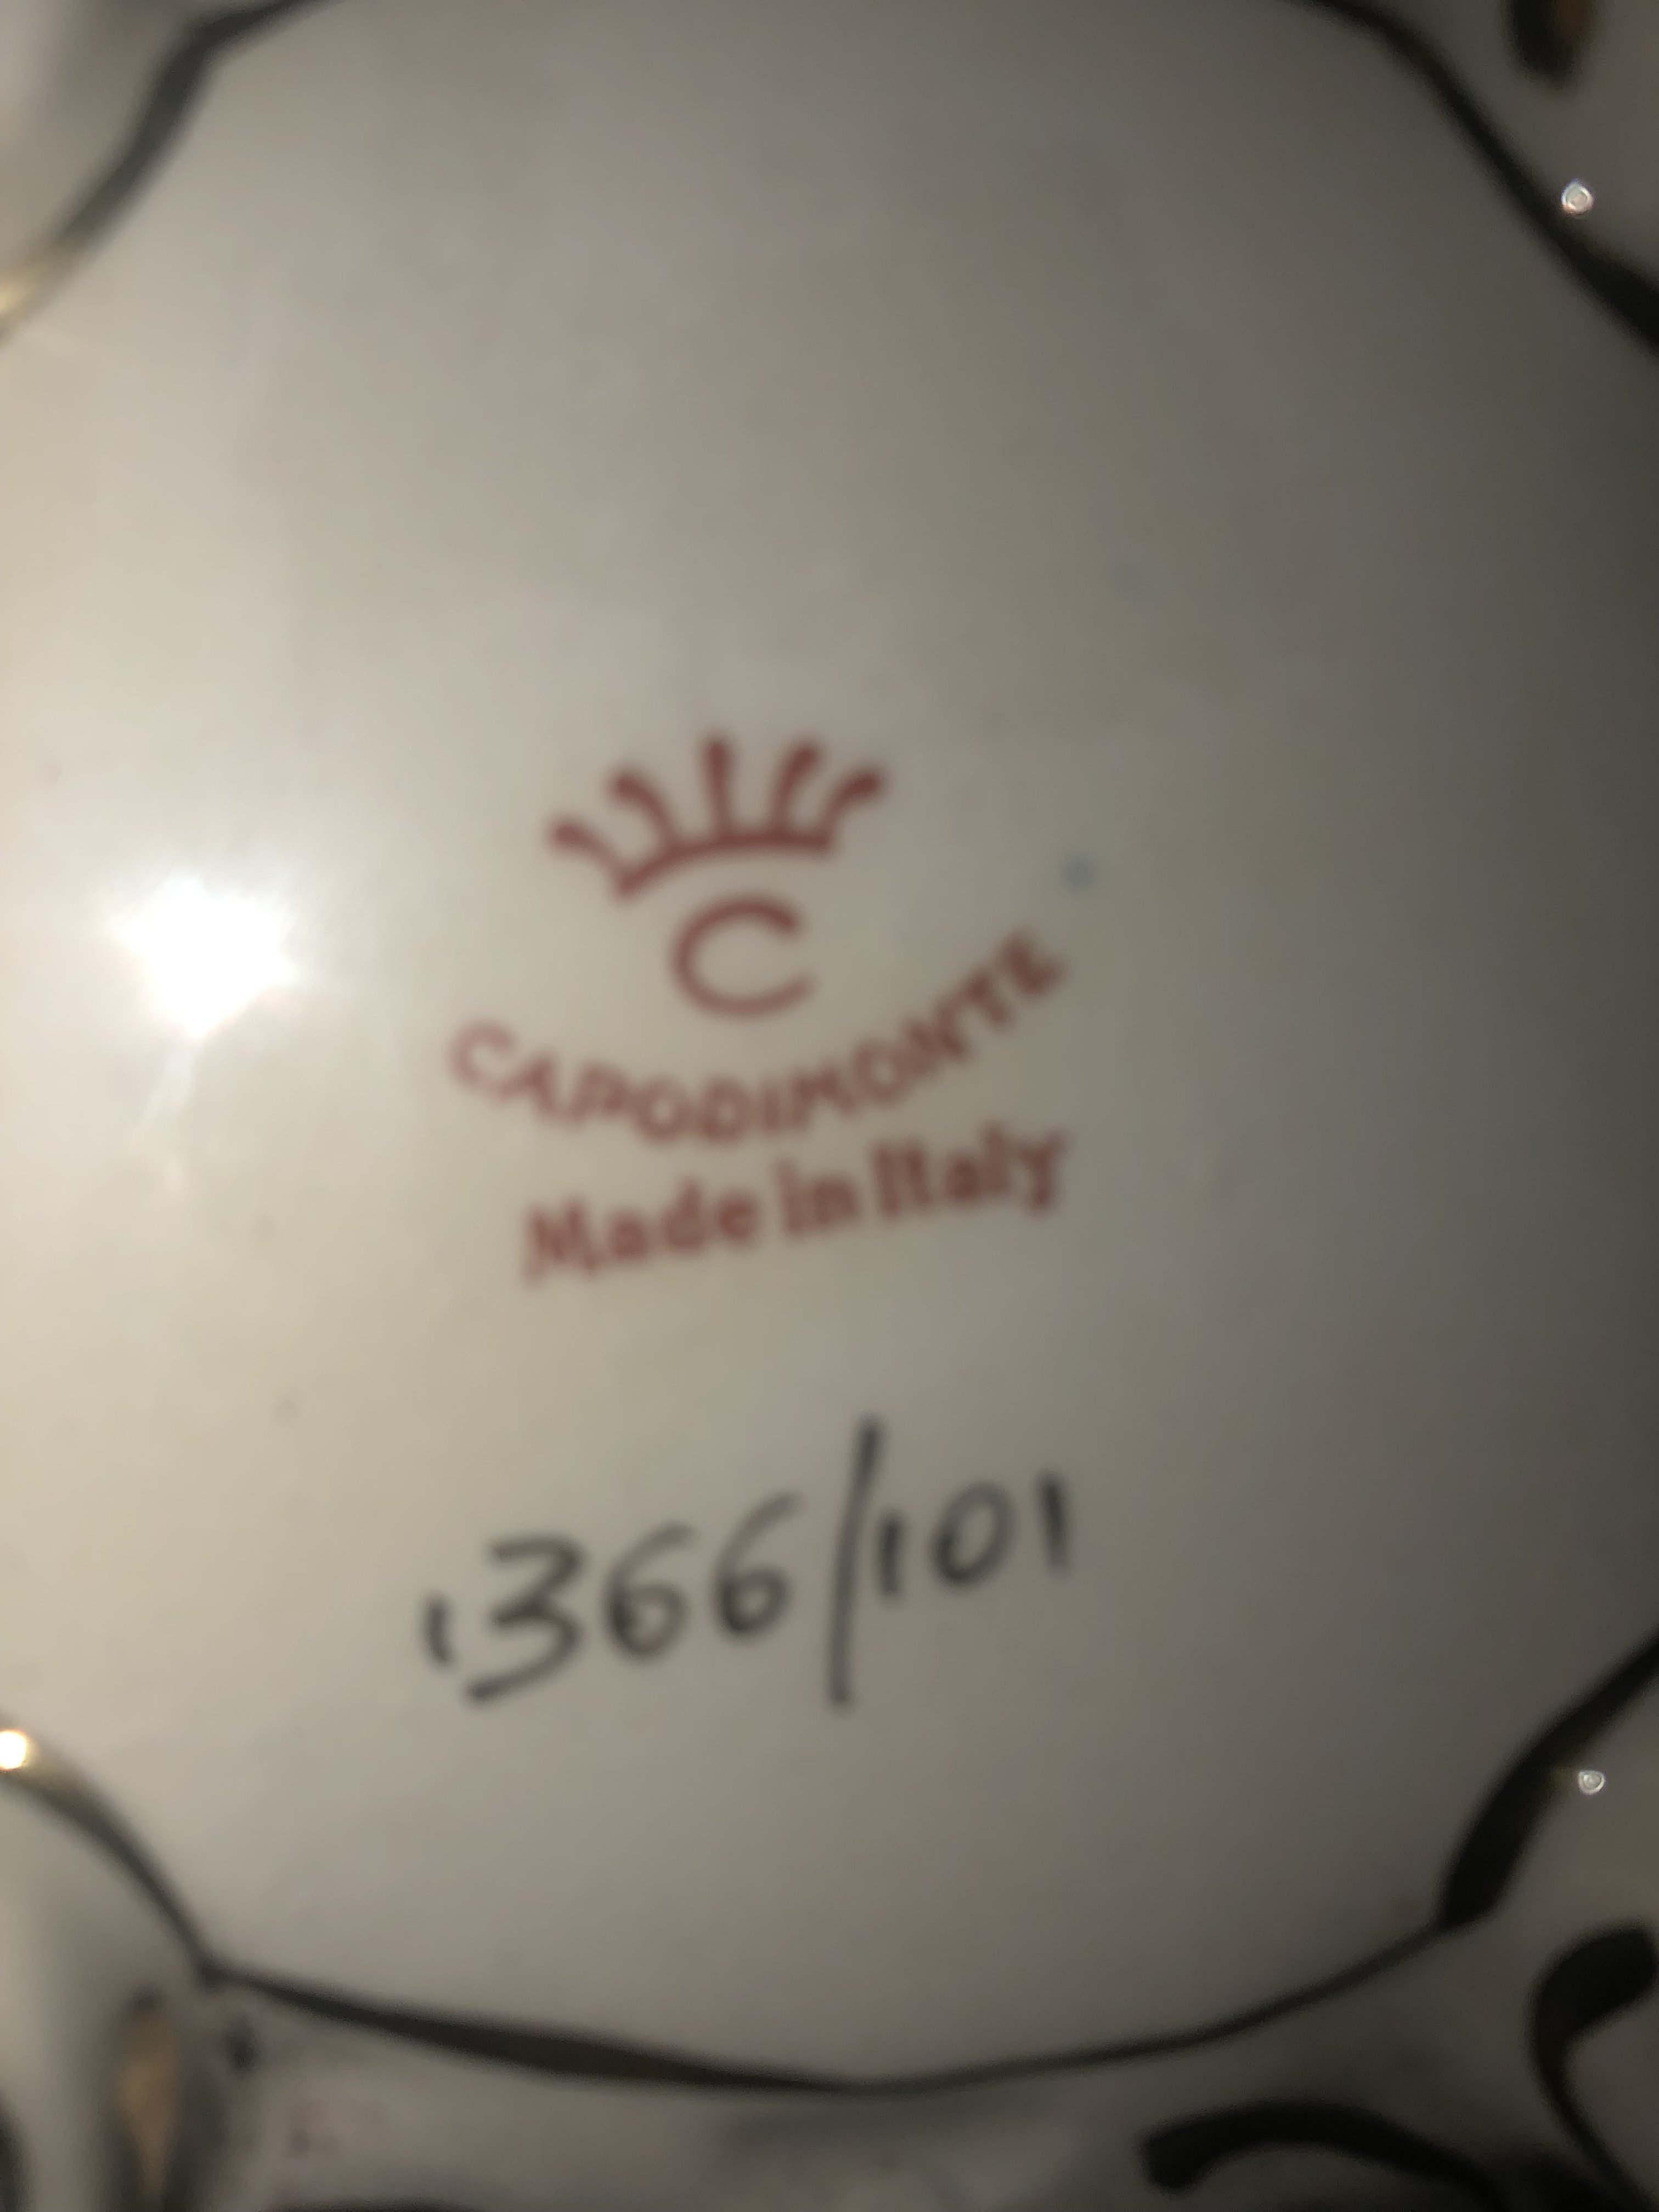 C
CAPODIMONTE
Made in Italy
1366/101